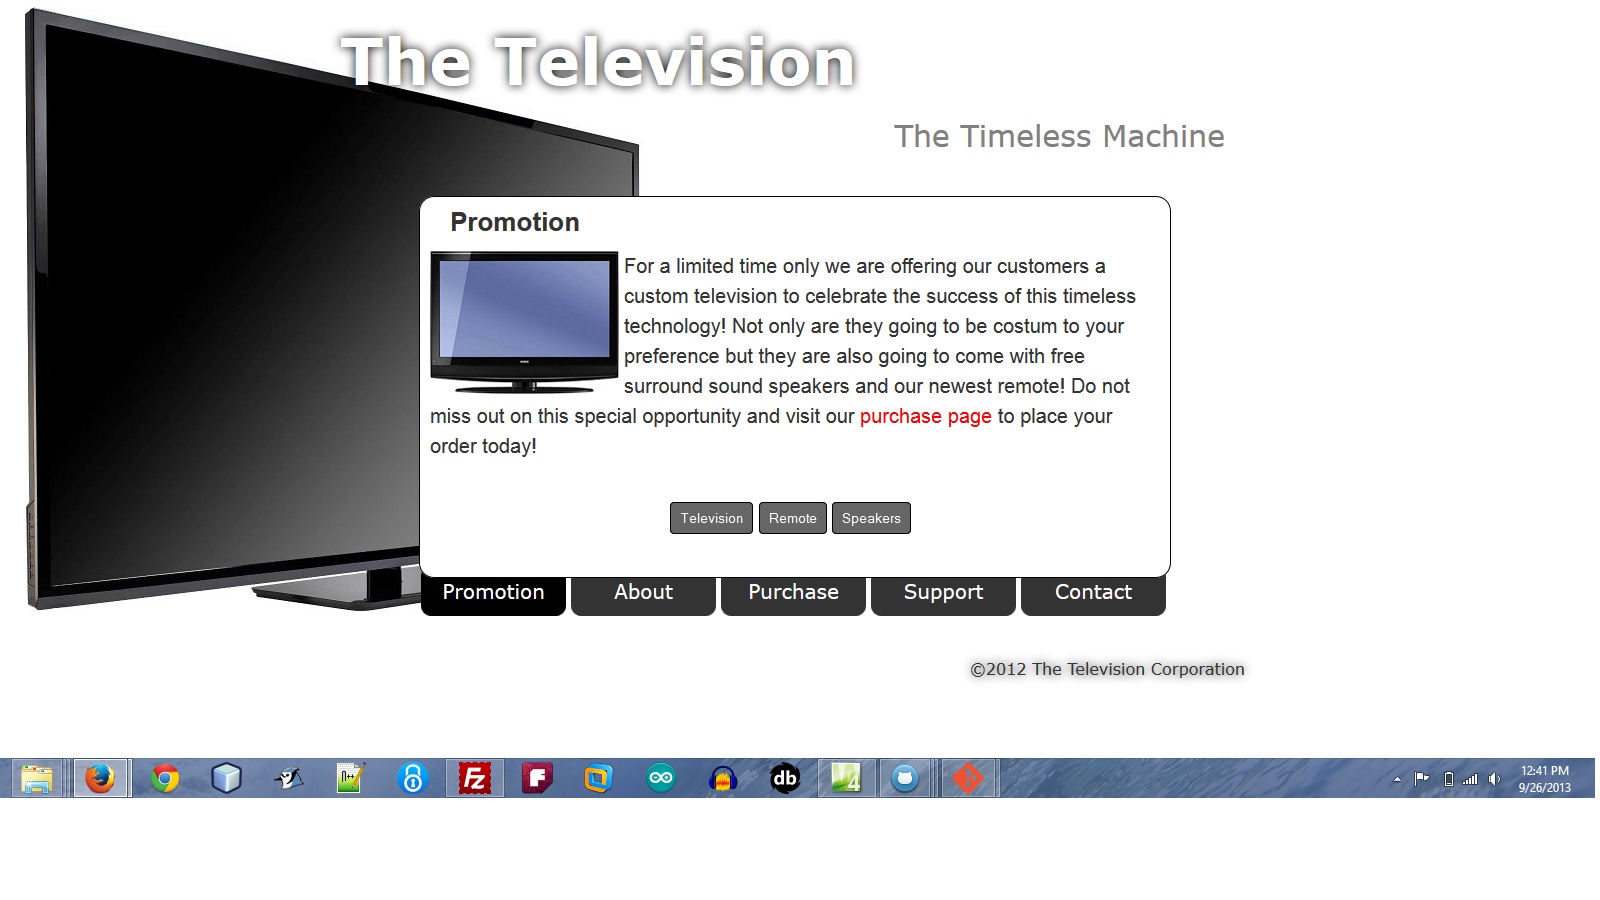 The Television
The Timeless Machine
Promotion
For a limited time only we are offering our customers a
custom television to celebrate the success of this timeless
technology! Not only are they going to be costum to your
preference but they are also going to come with free
surround sound speakers and our newest remote! Do not
miss out on this special opportunity and visit our purchase page to place your
order today!
Television Remote Speakers
Promotion About Purchase Support Contact
©2012 The Television Corporation
Fz F db 4
12:41 PM
9/26/2013